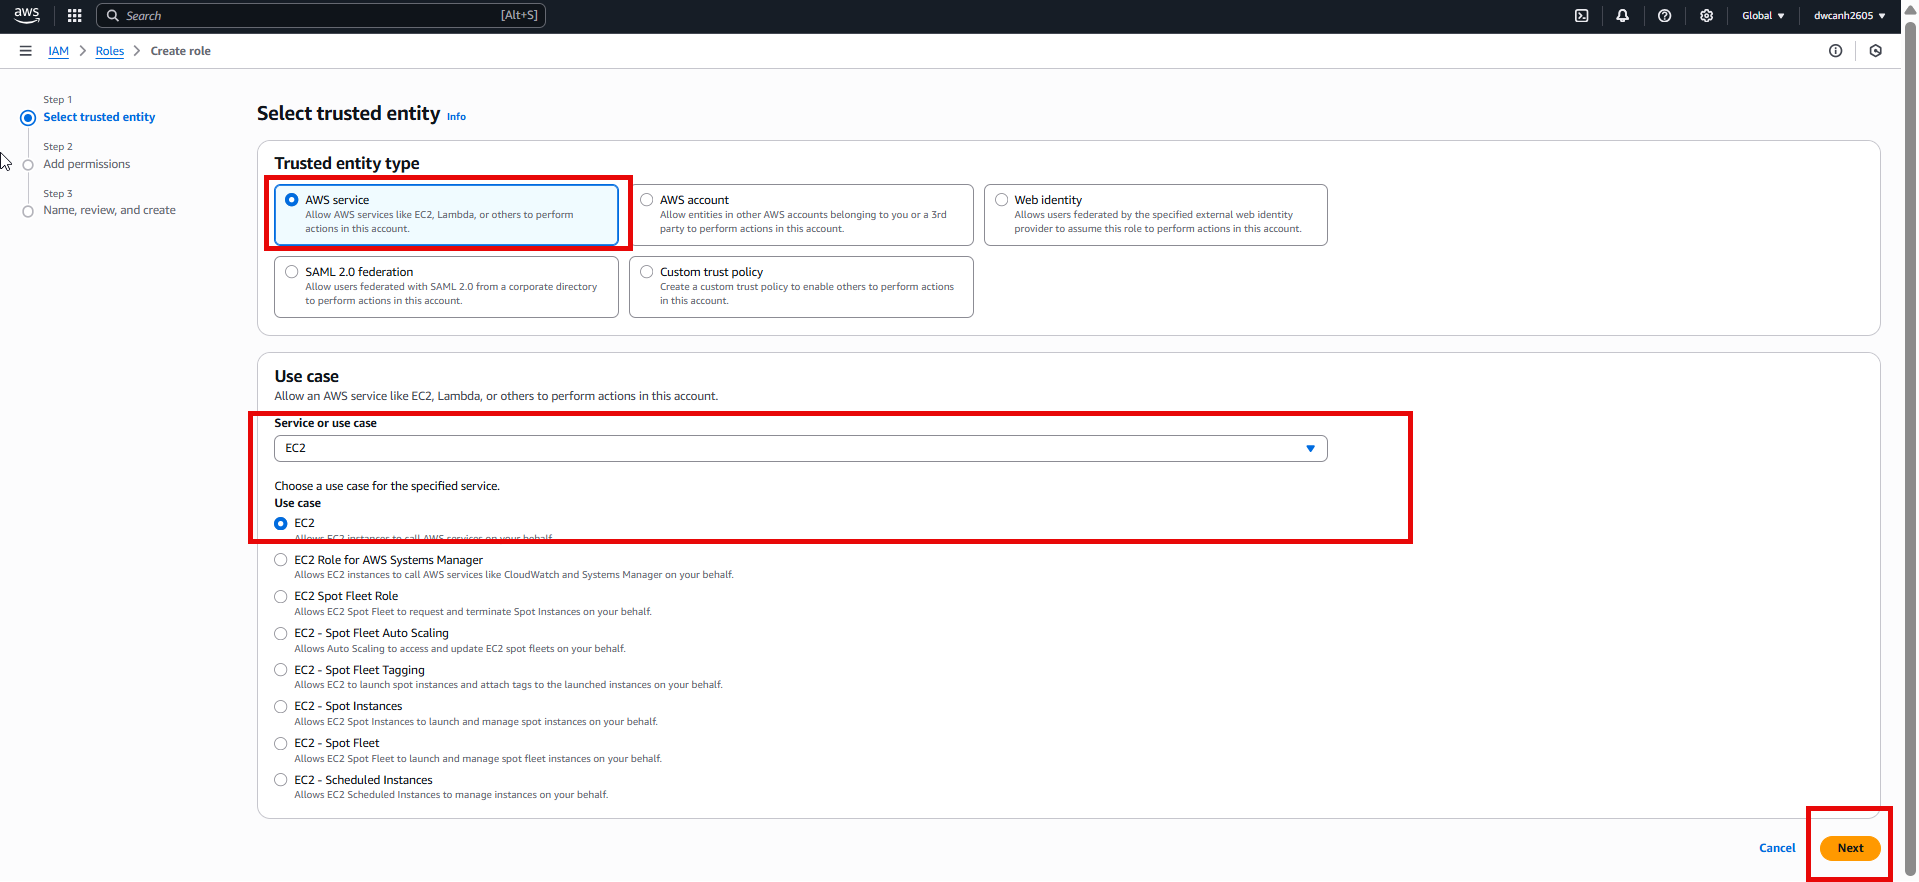 aws
Search [Alt+S]
Global
dwcanh2605
IAM
Roles
Create role
Step 1
Select trusted entity
Step 2
Add permissions
Step 3
Name, review, and create
Select trusted entity Info
Trusted entity type
AWS service
Allow AWS services like EC2, Lambda, or others to perform
actions in this account.
AWS account
Allow entities in other AWS accounts belonging to you or a 3rd
party to perform actions in this account.
Web identity
Allows users federated by the specified external web identity
provider to assume this role to perform actions in this account.
SAML 2.0 federation
Allow users federated with SAML 2.0 from a corporate directory
to perform actions in this account.
Custom trust policy
Create a custom trust policy to enable others to perform actions
in this account.
Use case
Allow an AWS service like EC2, Lambda, or others to perform actions in this account.
Service or use case
EC2
Choose a use case for the specified service.
Use case
EC2
Allows EC2 instances to call AWS services on your behalf.
EC2 Role for AWS Systems Manager
Allows EC2 instances to call AWS services like CloudWatch and Systems Manager on your behalf.
EC2 Spot Fleet Role
Allows EC2 Spot Fleet to request and terminate Spot Instances on your behalf.
EC2 - Spot Fleet Auto Scaling
Allows Auto Scaling to access and update EC2 spot fleets on your behalf.
EC2 - Spot Fleet Tagging
Allows EC2 to launch spot instances and attach tags to the launched instances on your behalf.
EC2 - Spot Instances
Allows EC2 Spot Instances to launch and manage spot instances on your behalf.
EC2 - Spot Fleet
Allows EC2 Spot Fleet to launch and manage spot fleet instances on your behalf.
EC2 - Scheduled Instances
Allows EC2 Scheduled Instances to manage instances on your behalf.
Cancel
Next